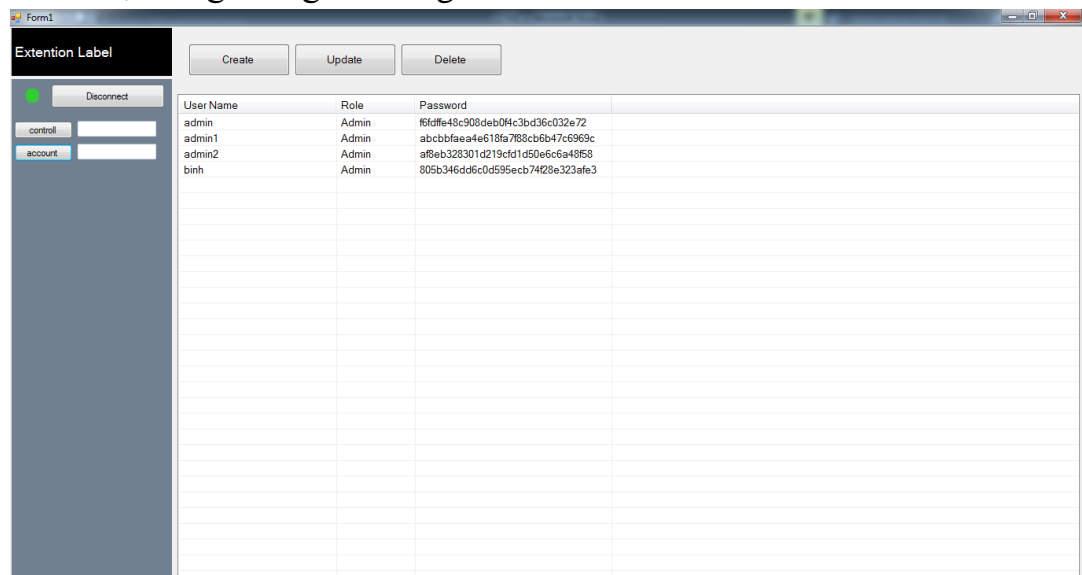 Form1
Extention Label
Create Update Delete
Disconnect
controll
account
User Name Role Password
admin Admin f6fdffe48c908deb0f4c3bd36c032e72
admin1 Admin abcbbfaea4e618fa7f88cb6b47c6969c
admin2 Admin af8eb328301d219cfd1d50e6c6a48f58
binh Admin 805b346dd6c0d595ecb74f28e323afe3